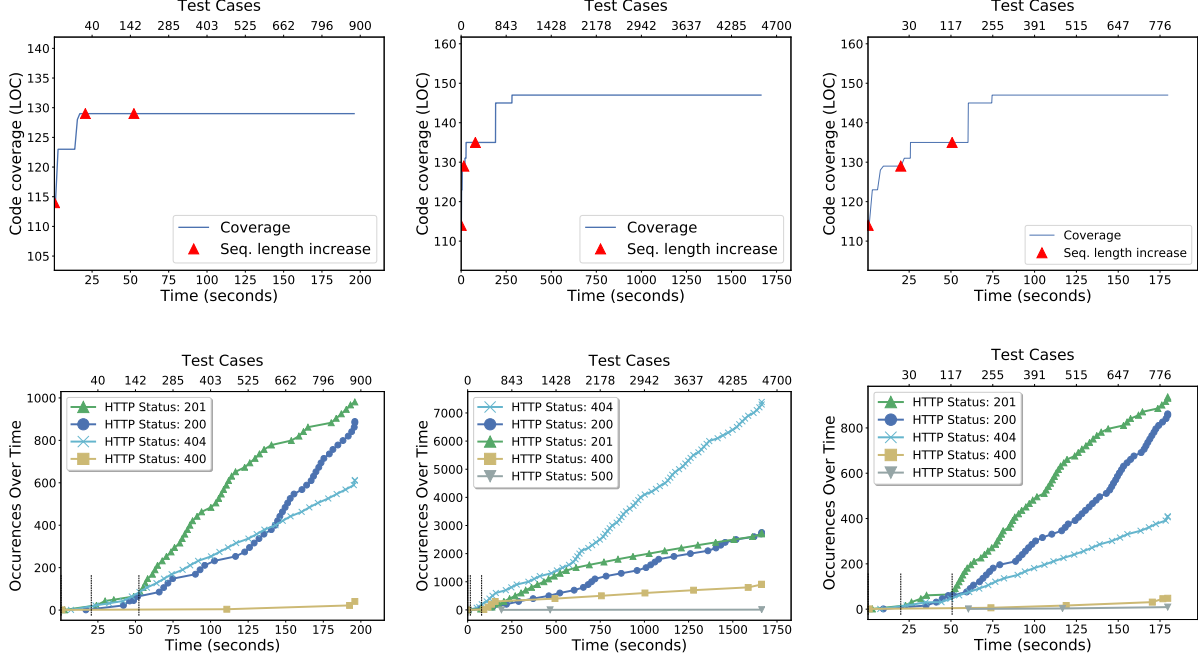 Test Cases Test Cases Test Cases
40 142 285 403 525 662 796 900
0 843 1428 2178 2942 3637 4285 4700
30 117 255 391 515 647 776
Code coverage (LOC)
140
135
130
125
120
115
110
105
Coverage
Seq. length increase
25 50 75 100 125 150 175 200
Time (seconds)
Code coverage (LOC)
160
150
140
130
120
110
Coverage
Seq. length increase
0 250 500 750 1000 1250 1500 1750
Time (seconds)
Code coverage (LOC)
160
150
140
130
120
110
Coverage
Seq. length increase
25 50 75 100 125 150 175
Time (seconds)
Test Cases
40 142 285 403 525 662 796 900
Occurences Over Time
1000
800
600
400
200
0
HTTP Status: 201
HTTP Status: 200
HTTP Status: 404
HTTP Status: 400
25 50 75 100 125 150 175 200
Time (seconds)
Test Cases
0 843 1428 2178 2942 3637 4285 4700
Occurences Over Time
7000
6000
5000
4000
3000
2000
1000
0
HTTP Status: 404
HTTP Status: 200
HTTP Status: 201
HTTP Status: 400
HTTP Status: 500
0 250 500 750 1000 1250 1500 1750
Time (seconds)
Test Cases
30 117 255 391 515 647 776
Occurences Over Time
800
600
400
200
0
HTTP Status: 201
HTTP Status: 200
HTTP Status: 404
HTTP Status: 400
HTTP Status: 500
25 50 75 100 125 150 175
Time (seconds)